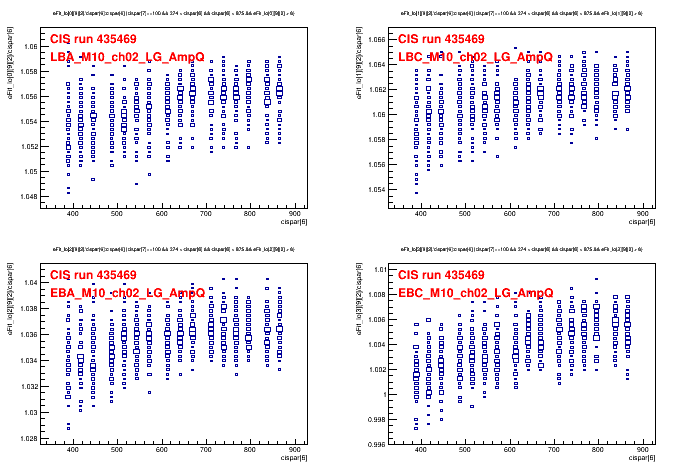 CIS run 435469
LBA_M10_ch02_LG_AmpQ
1.06
1.058
1.056
1.054
1.052
1.05
1.048
400 500 600 700 800 900
cispar[6]
CIS run 435469
LBC_M10_ch02_LG_AmpQ
1.066
1.064
1.062
1.06
1.058
1.056
1.054
400 500 600 700 800 900
cispar[6]
CIS run 435469
EBA_M10_ch02_LG_AmpQ
1.04
1.038
1.036
1.034
1.032
1.03
1.028
400 500 600 700 800 900
cispar[6]
CIS run 435469
EBC_M10_ch02_LG_AmpQ
1.01
1.008
1.006
1.004
1.002
1
0.998
0.996
400 500 600 700 800 900
cispar[6]